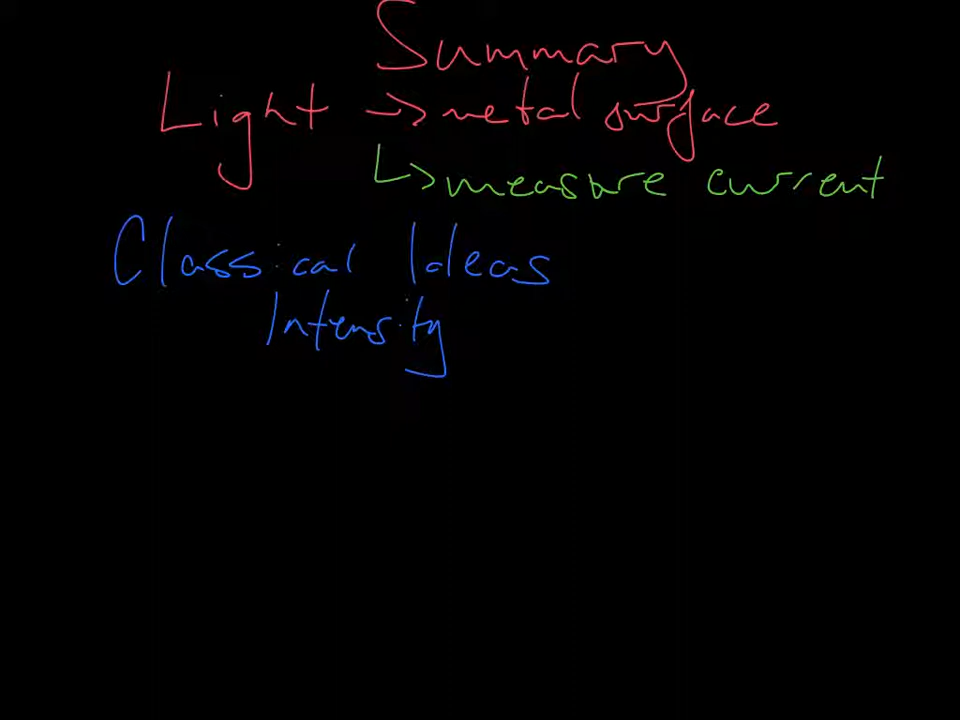 Summary
Light → metal surface
↳ measure current
Classical Ideas
Intensity